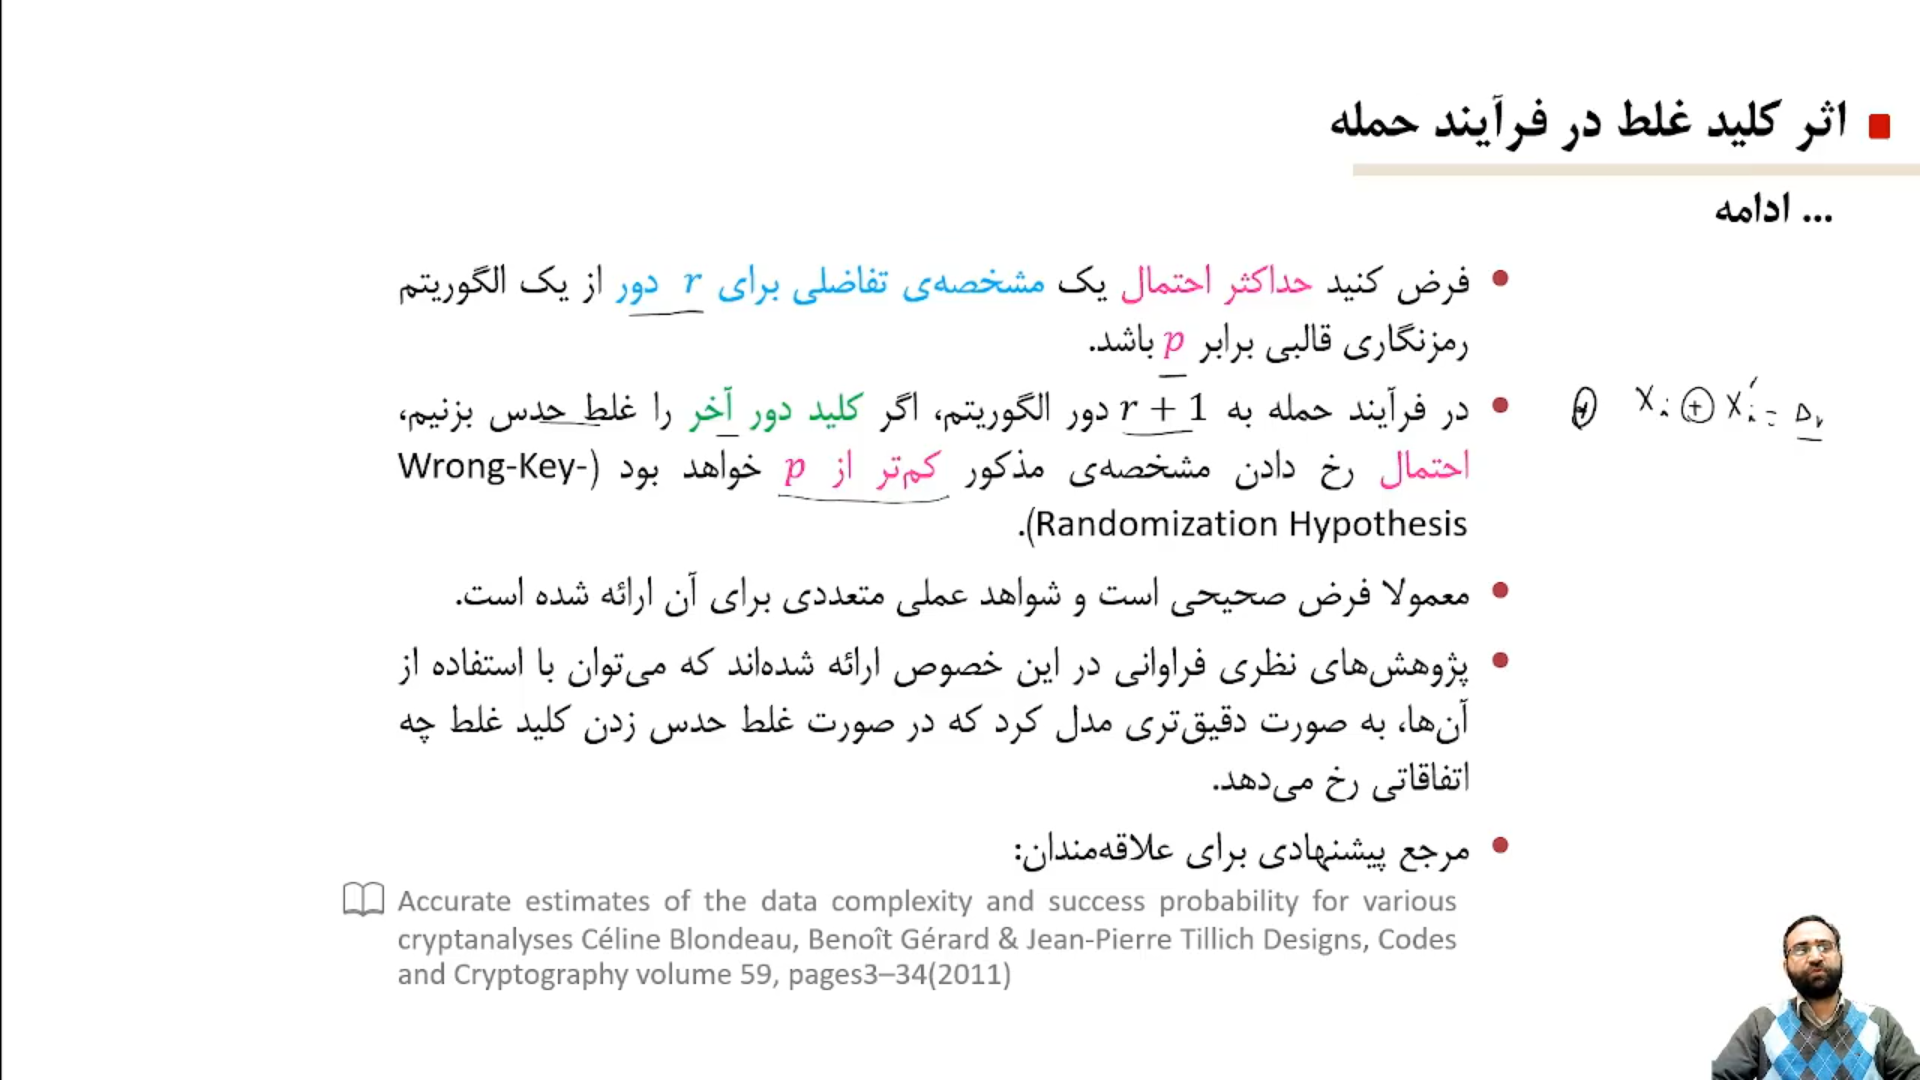 اثر کلید غلط در فرآیند حمله
... ادامه
فرض کنید حداکثر احتمال یک مشخصه‌ی تفاضلی برای r دور از یک الگوریتم
رمزنگاری قالبی برابر p باشد.
در فرآیند حمله به r + 1 دور الگوریتم، اگر کلید دور آخر را غلط حدس بزنیم،
احتمال رخ دادن مشخصه‌ی مذکور کم‌تر از p خواهد بود (Wrong-Key-
Randomization Hypothesis).
معمولا فرض صحیحی است و شواهد عملی متعددی برای آن ارائه شده است.
پژوهش‌های نظری فراوانی در این خصوص ارائه شده‌اند که می‌توان با استفاده از
آن‌ها، به صورت دقیق‌تری مدل کرد که در صورت غلط حدس زدن کلید غلط چه
اتفاقاتی رخ می‌دهد.
مرجع پیشنهادی برای علاقه‌مندان:
Accurate estimates of the data complexity and success probability for various
cryptanalyses Céline Blondeau, Benoît Gérard & Jean-Pierre Tillich Designs, Codes
and Cryptography volume 59, pages3–34(2011)